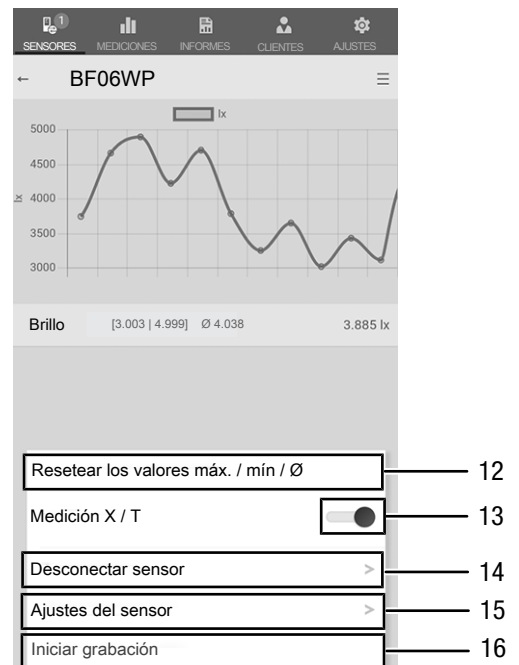 1
SENSORES MEDICIONES INFORMES CLIENTES AJUSTES
← BF06WP ☰
lx
5000
4500
4000
3500
3000
lx
Brillo [3.003 | 4.999] Ø 4.038 3.885 lx
Resetear los valores máx. / mín / Ø 12
Medición X / T 13
Desconectar sensor > 14
Ajustes del sensor > 15
Iniciar grabación 16